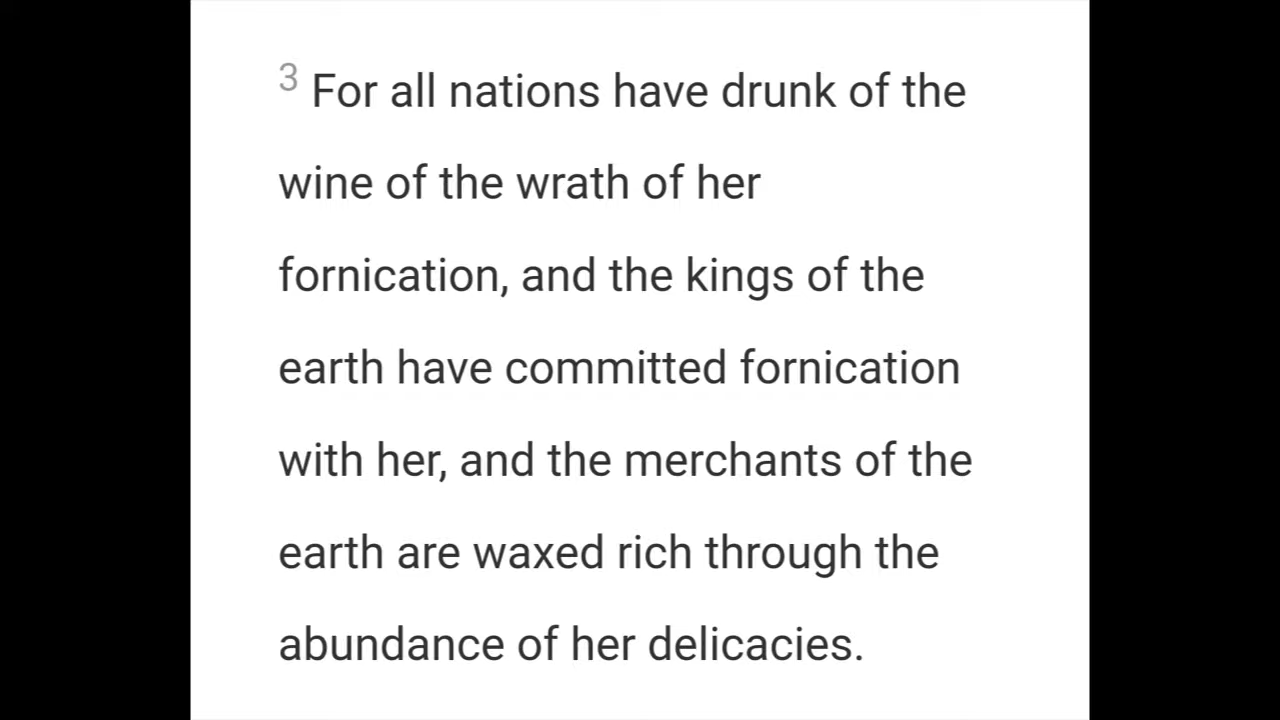 3 For all nations have drunk of the
wine of the wrath of her
fornication, and the kings of the
earth have committed fornication
with her, and the merchants of the
earth are waxed rich through the
abundance of her delicacies.